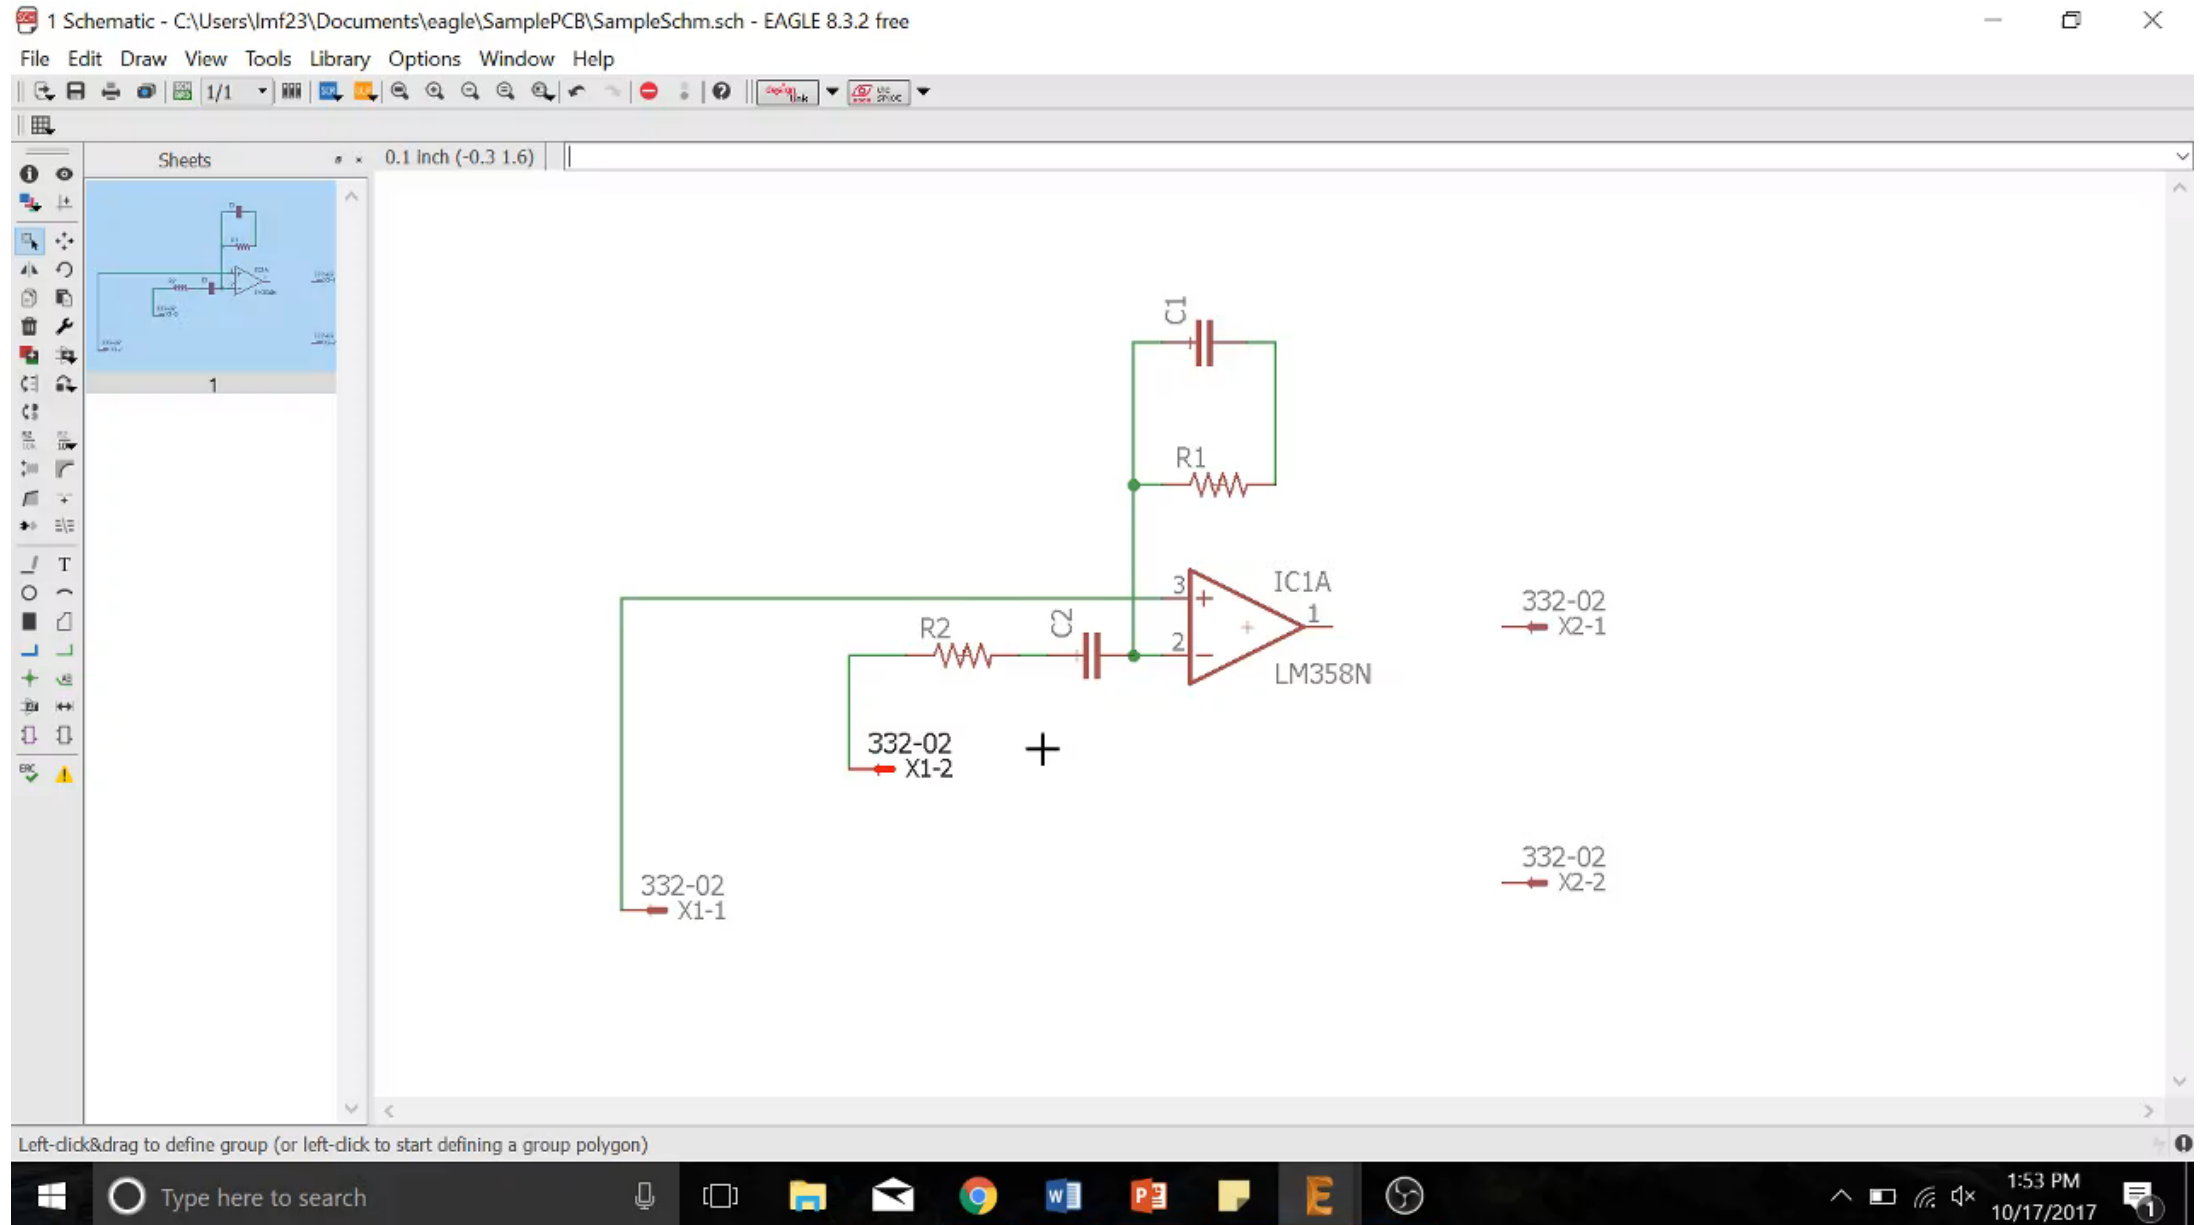 1 Schematic - C:\Users\lmf23\Documents\eagle\SamplePCB\SampleSchm.sch - EAGLE 8.3.2 free
File Edit Draw View Tools Library Options Window Help
1/1
Sheets
0.1 inch (-0.3 1.6)
1
C1
R1
3
IC1A
1
R2
C2
2
LM358N
332-02
X2-1
332-02
X1-2
332-02
X2-2
332-02
X1-1
Left-click&drag to define group (or left-click to start defining a group polygon)
Type here to search
1:53 PM
10/17/2017
1